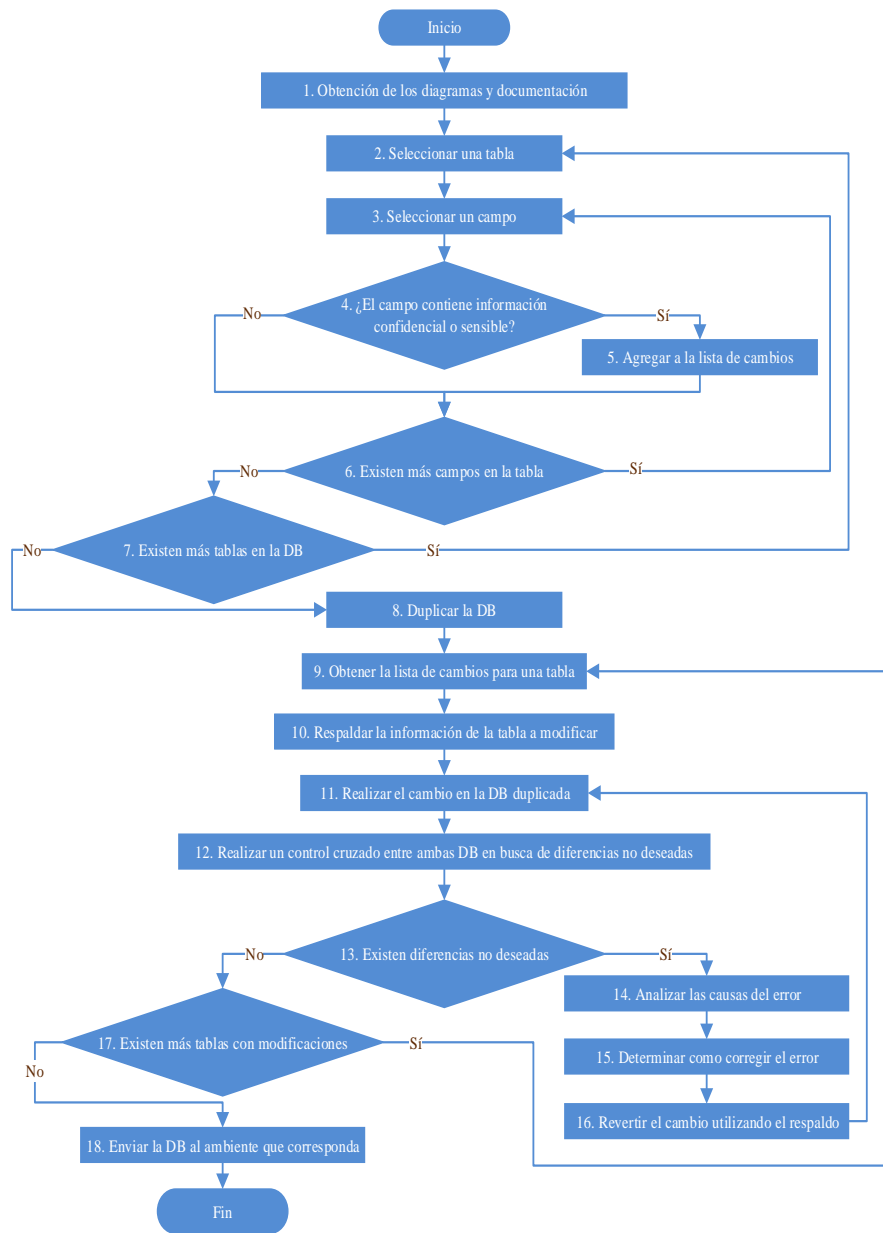 Inicio
1. Obtención de los diagramas y documentación
2. Seleccionar una tabla
3. Seleccionar un campo
4. ¿El campo contiene información
confidencial o sensible?
No
Sí
5. Agregar a la lista de cambios
6. Existen más campos en la tabla
No
Sí
7. Existen más tablas en la DB
No
Sí
8. Duplicar la DB
9. Obtener la lista de cambios para una tabla
10. Respaldar la información de la tabla a modificar
11. Realizar el cambio en la DB duplicada
12. Realizar un control cruzado entre ambas DB en busca de diferencias no deseadas
13. Existen diferencias no deseadas
No
Sí
14. Analizar las causas del error
15. Determinar como corregir el error
16. Revertir el cambio utilizando el respaldo
17. Existen más tablas con modificaciones
Sí
No
18. Enviar la DB al ambiente que corresponda
Fin